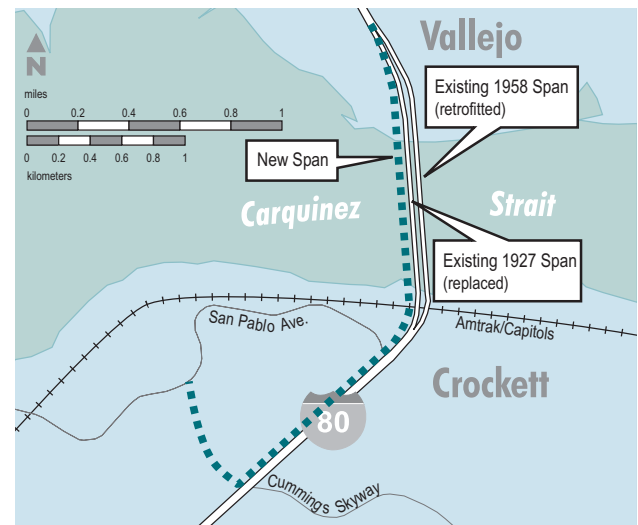 Vallejo
N
miles
0 0.2 0.4 0.6 0.8 1
0 0.2 0.4 0.6 0.8 1
kilometers
Existing 1958 Span
(retrofitted)
New Span
Carquinez Strait
Existing 1927 Span
(replaced)
San Pablo Ave.
Amtrak/Capitols
Crockett
80
Cummings Skyway